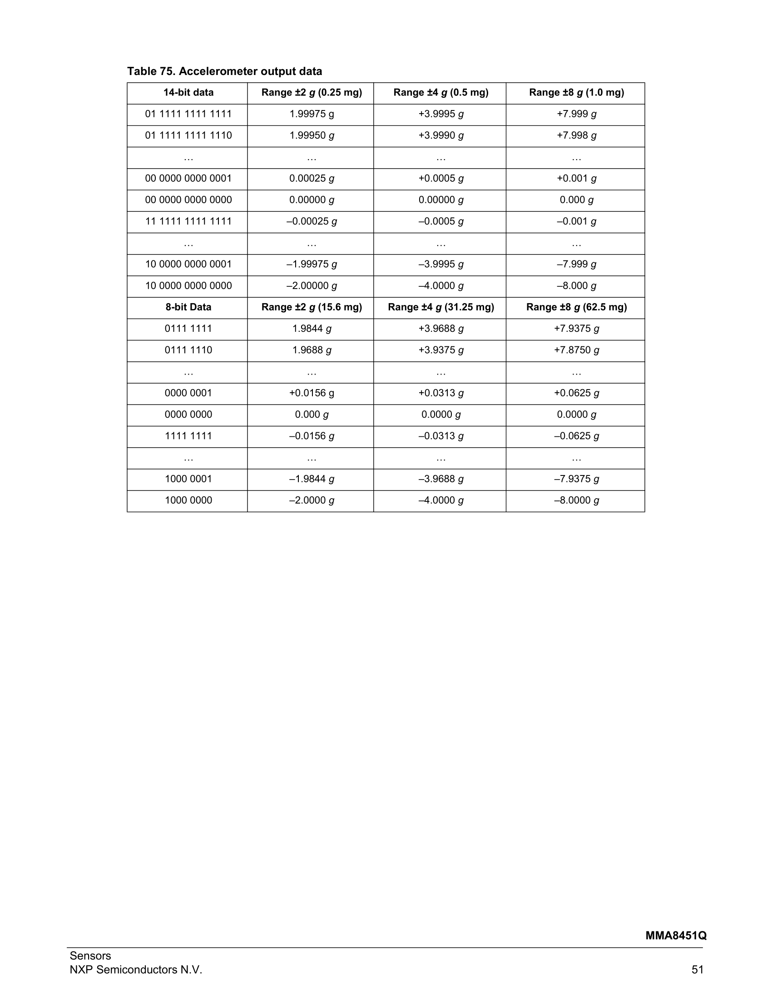 Table 75. Accelerometer output data
14-bit data Range ±2 g (0.25 mg) Range ±4 g (0.5 mg) Range ±8 g (1.0 mg)
01 1111 1111 1111 1.99975 g +3.9995 g +7.999 g
01 1111 1111 1110 1.99950 g +3.9990 g +7.998 g
… … … …
00 0000 0000 0001 0.00025 g +0.0005 g +0.001 g
00 0000 0000 0000 0.00000 g 0.00000 g 0.000 g
11 1111 1111 1111 –0.00025 g –0.0005 g –0.001 g
… … … …
10 0000 0000 0001 –1.99975 g –3.9995 g –7.999 g
10 0000 0000 0000 –2.00000 g –4.0000 g –8.000 g
8-bit Data Range ±2 g (15.6 mg) Range ±4 g (31.25 mg) Range ±8 g (62.5 mg)
0111 1111 1.9844 g +3.9688 g +7.9375 g
0111 1110 1.9688 g +3.9375 g +7.8750 g
… … … …
0000 0001 +0.0156 g +0.0313 g +0.0625 g
0000 0000 0.000 g 0.0000 g 0.0000 g
1111 1111 –0.0156 g –0.0313 g –0.0625 g
… … … …
1000 0001 –1.9844 g –3.9688 g –7.9375 g
1000 0000 –2.0000 g –4.0000 g –8.0000 g
MMA8451Q
Sensors
NXP Semiconductors N.V. 51